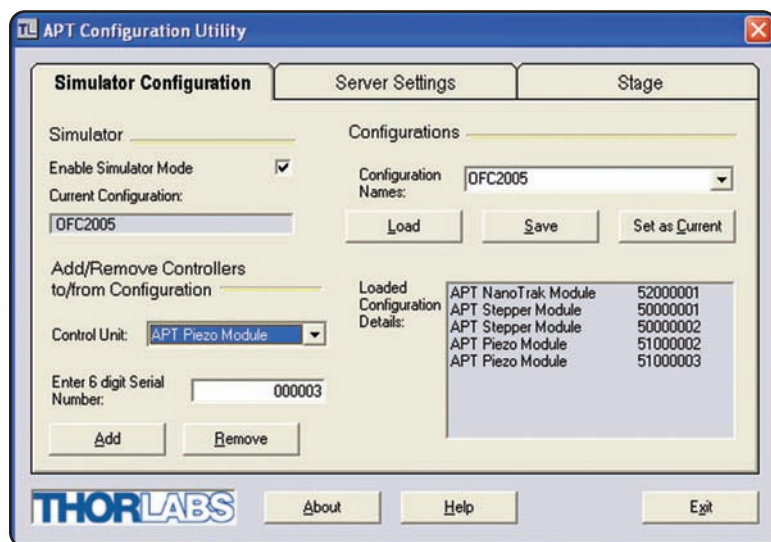 TL APT Configuration Utility
Simulator Configuration
Server Settings
Stage
Simulator
Enable Simulator Mode
Current Configuration:
OFC2005
Add/Remove Controllers
to/from Configuration
Control Unit: APT Piezo Module
Enter 6 digit Serial
Number:
000003
Add Remove
Configurations
Configuration
Names:
OFC2005
Load Save Set as Current
Loaded
Configuration
Details:
APT NanoTrak Module 52000001
APT Stepper Module 50000001
APT Stepper Module 50000002
APT Piezo Module 51000002
APT Piezo Module 51000003
THORLABS
About Help Exit